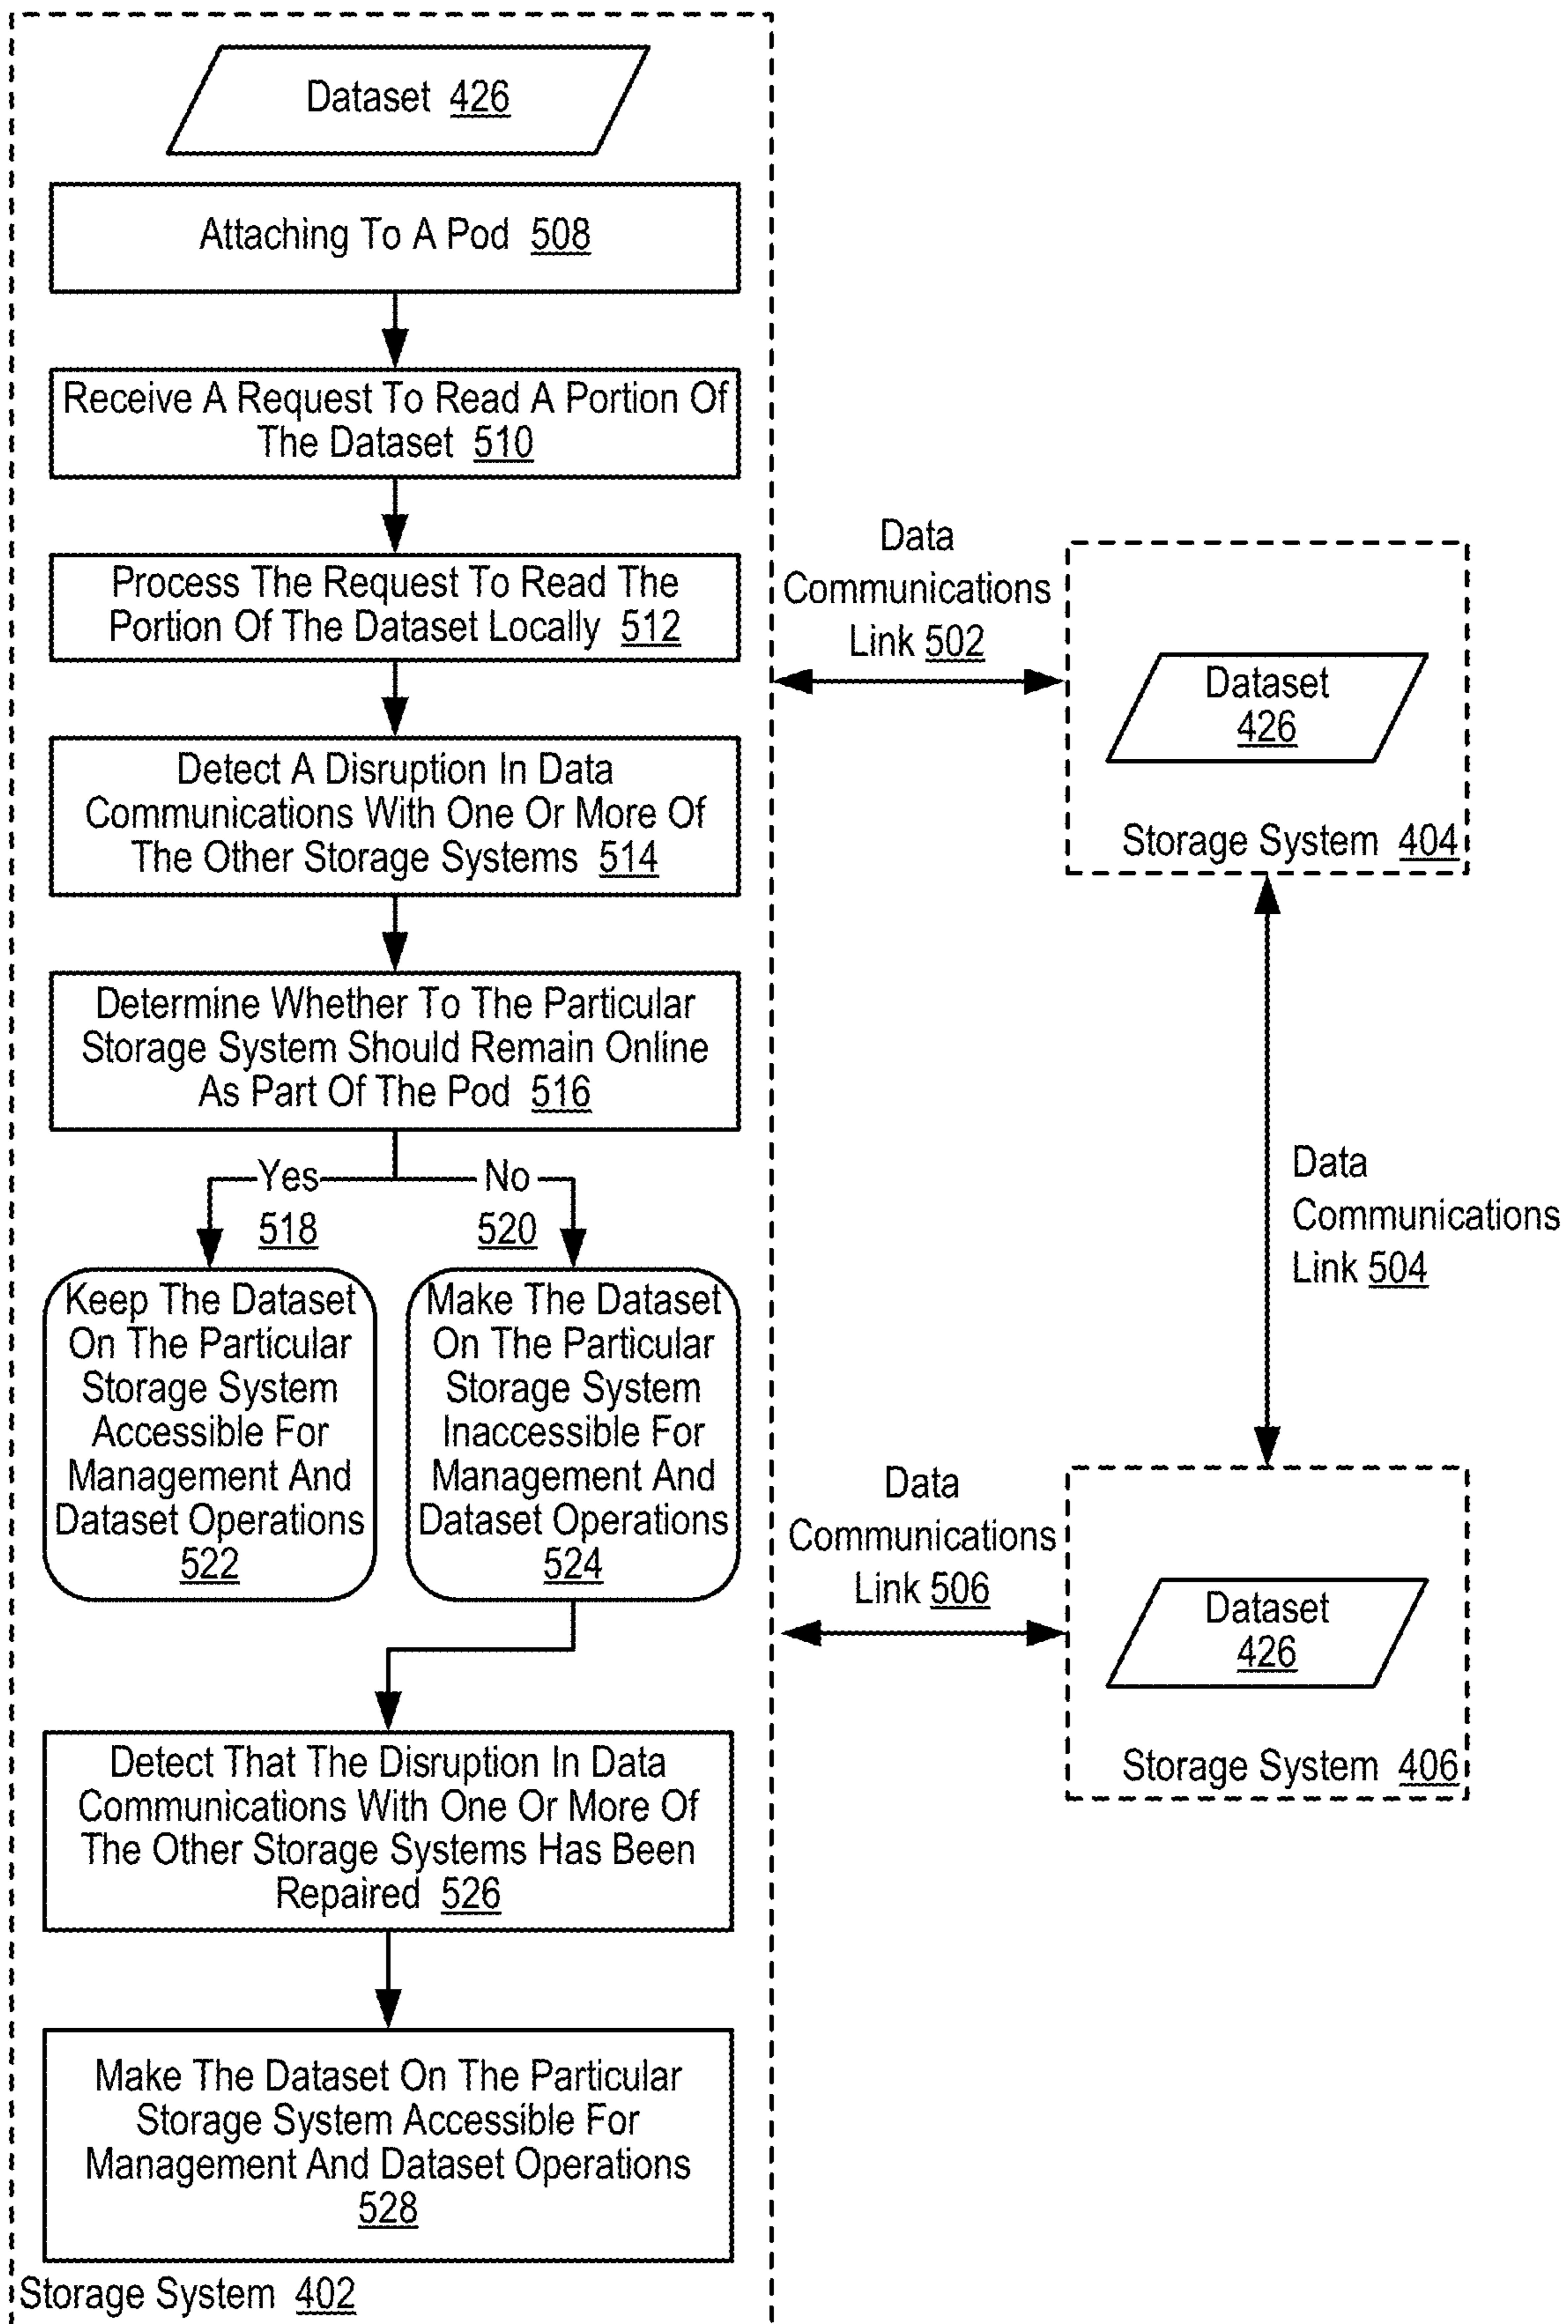 Dataset 426
Attaching To A Pod 508
Receive A Request To Read A Portion Of
The Dataset 510
Process The Request To Read The
Portion Of The Dataset Locally 512
Detect A Disruption In Data
Communications With One Or More Of
The Other Storage Systems 514
Determine Whether To The Particular
Storage System Should Remain Online
As Part Of The Pod 516
Yes
518
No
520
Keep The Dataset
On The Particular
Storage System
Accessible For
Management And
Dataset Operations
522
Make The Dataset
On The Particular
Storage System
Inaccessible For
Management And
Dataset Operations
524
Detect That The Disruption In Data
Communications With One Or More Of
The Other Storage Systems Has Been
Repaired 526
Make The Dataset On The Particular
Storage System Accessible For
Management And Dataset Operations
528
Storage System 402
Data
Communications
Link 502
Dataset
426
Storage System 404
Data
Communications
Link 504
Data
Communications
Link 506
Dataset
426
Storage System 406